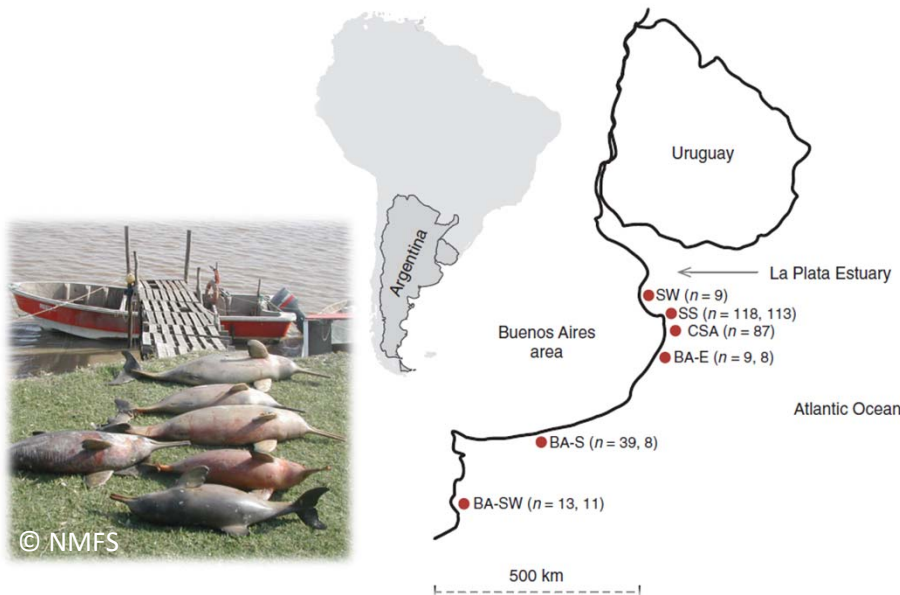 Uruguay
Argentina
La Plata Estuary
SW (n = 9)
SS (n = 118, 113)
CSA (n = 87)
Buenos Aires
area
BA-E (n = 9, 8)
Atlantic Ocean
BA-S (n = 39, 8)
BA-SW (n = 13, 11)
© NMFS
500 km